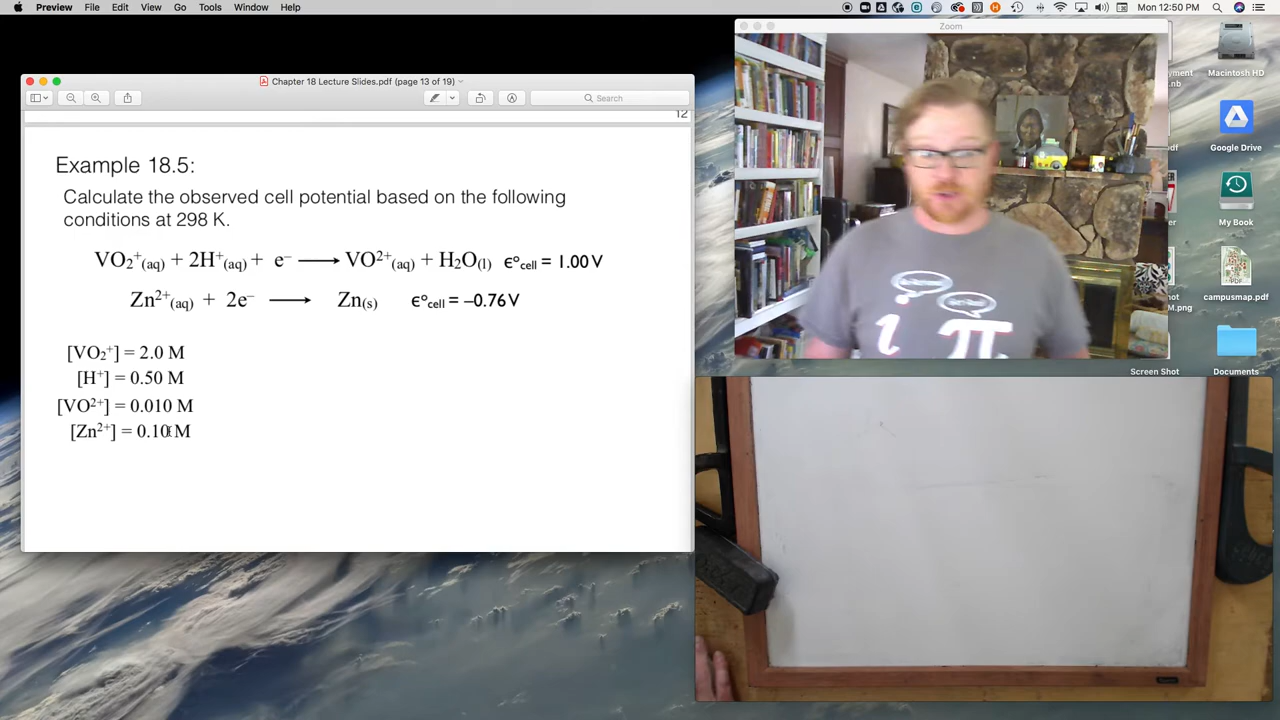 Preview File Edit View Go Tools Window Help
Mon 12:50 PM
Chapter 18 Lecture Slides.pdf (page 13 of 19)
Search
12
Example 18.5:
Calculate the observed cell potential based on the following
conditions at 298 K.
VO₂⁺(aq) + 2H⁺(aq) + e⁻ ⟶ VO²⁺(aq) + H₂O(l) ϵ°cell = 1.00 V
Zn²⁺(aq) + 2e⁻ ⟶ Zn(s) ϵ°cell = –0.76 V
[VO₂⁺] = 2.0 M
[H⁺] = 0.50 M
[VO²⁺] = 0.010 M
[Zn²⁺] = 0.10 M
Zoom
i π
Macintosh HD
Google Drive
My Book
campusmap.pdf
Documents
Screen Shot